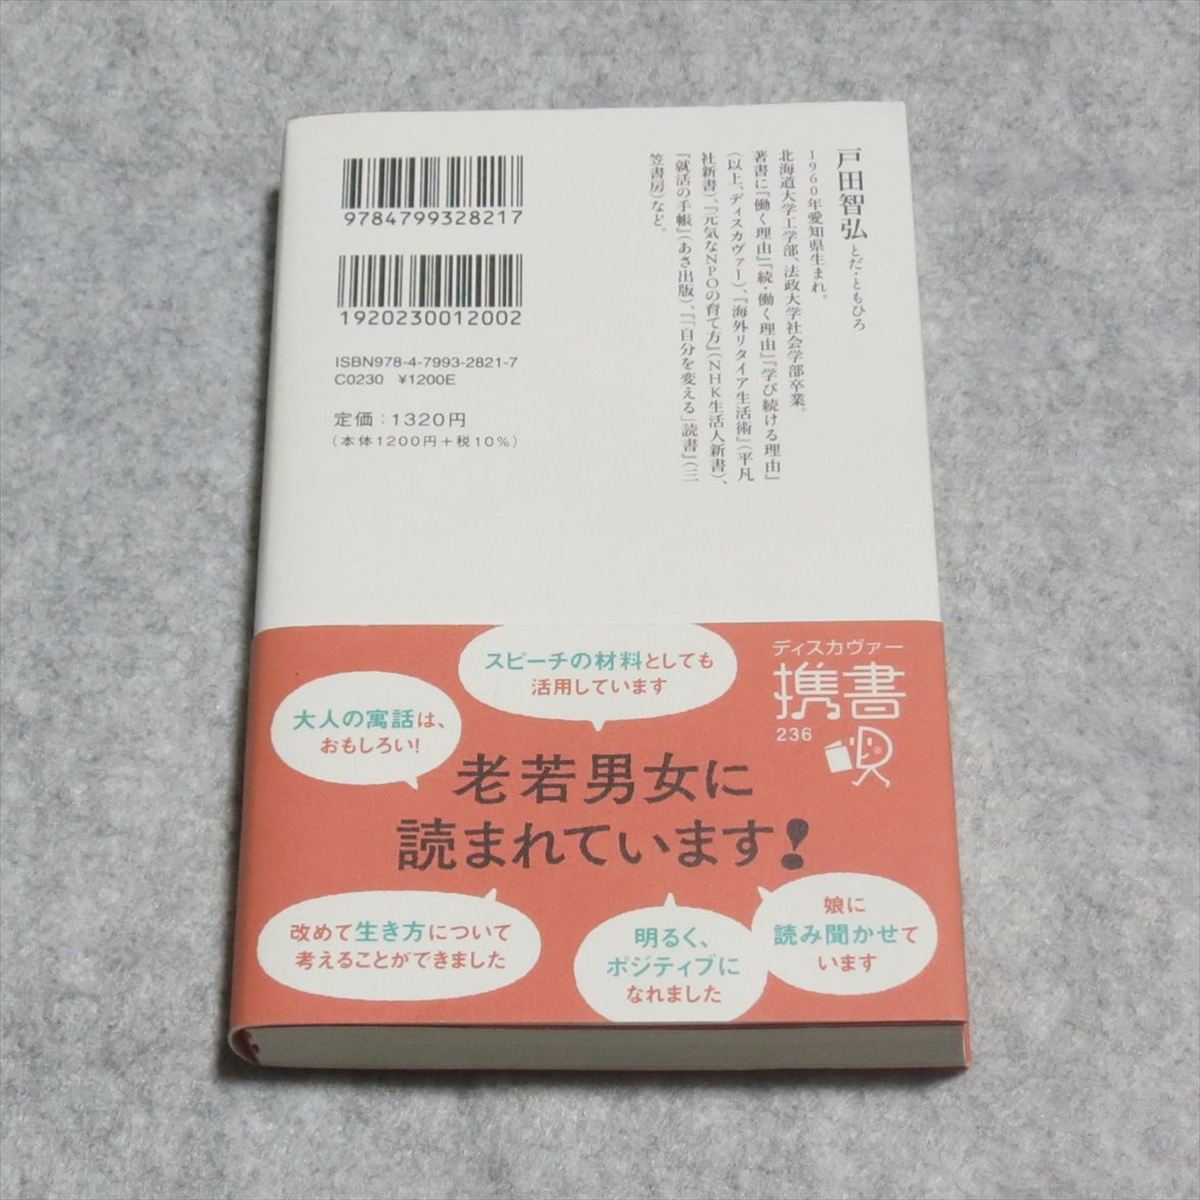 戸田智弘 とだ・ともひろ
1960年愛知県生まれ。
北海道大学工学部、法政大学社会学部卒業。
著書に『働く理由』『続・働く理由』『学び続ける理由』
(以上、ディスカヴァー)、『海外リタイア生活術』(平凡
社新書)、『元気なNPOの育て方』(NHK生活人新書)、
『就活の手帳』(あさ出版)、『「自分を変える」読書』(三
笠書房)など。
9784799328217
1920230012002
ISBN978-4-7993-2821-7
C0230 ¥1200E
定価：1320円
(本体1200円+税10%)
ディスカヴァー
携書
236
スピーチの材料としても
活用しています
大人の寓話は、
おもしろい!
老若男女に
読まれています!
改めて生き方について
考えることができました
明るく、
ポジティブに
なれました
娘に
読み聞かせて
います